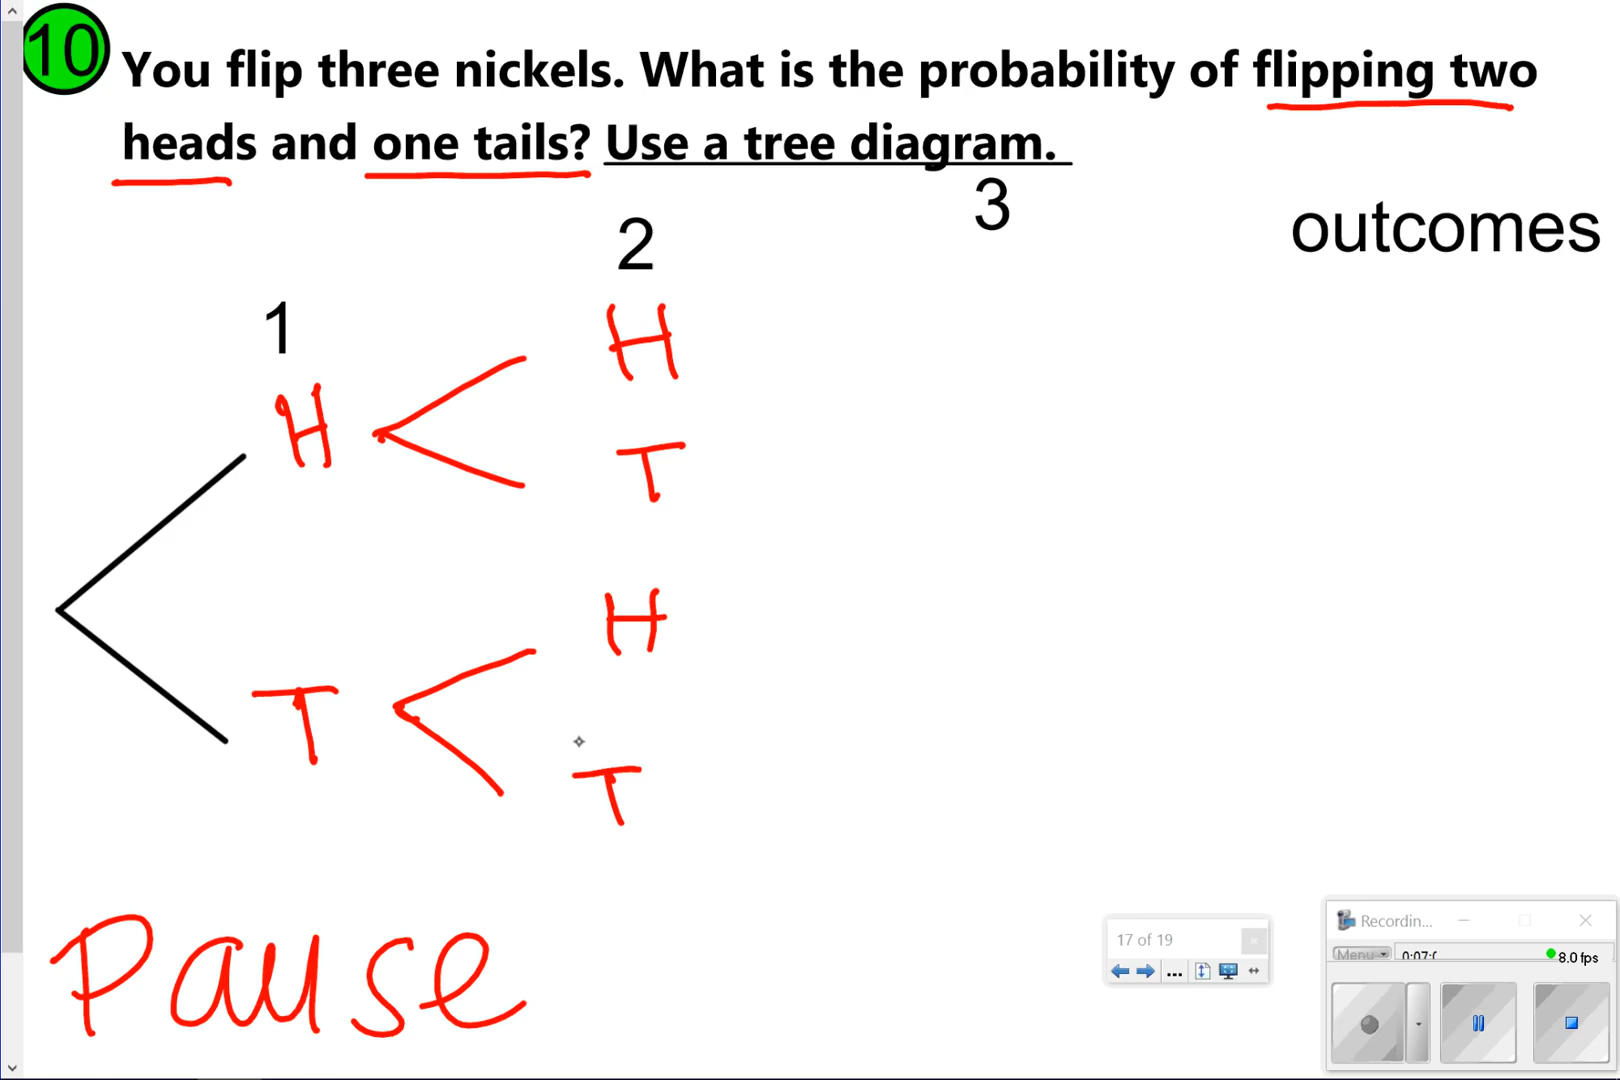 10
You flip three nickels. What is the probability of flipping two
heads and one tails? Use a tree diagram.
1
2
3
outcomes
H
H
T
T
H
T
Pause
17 of 19
...
Recordin...
Menu
8.0 fps